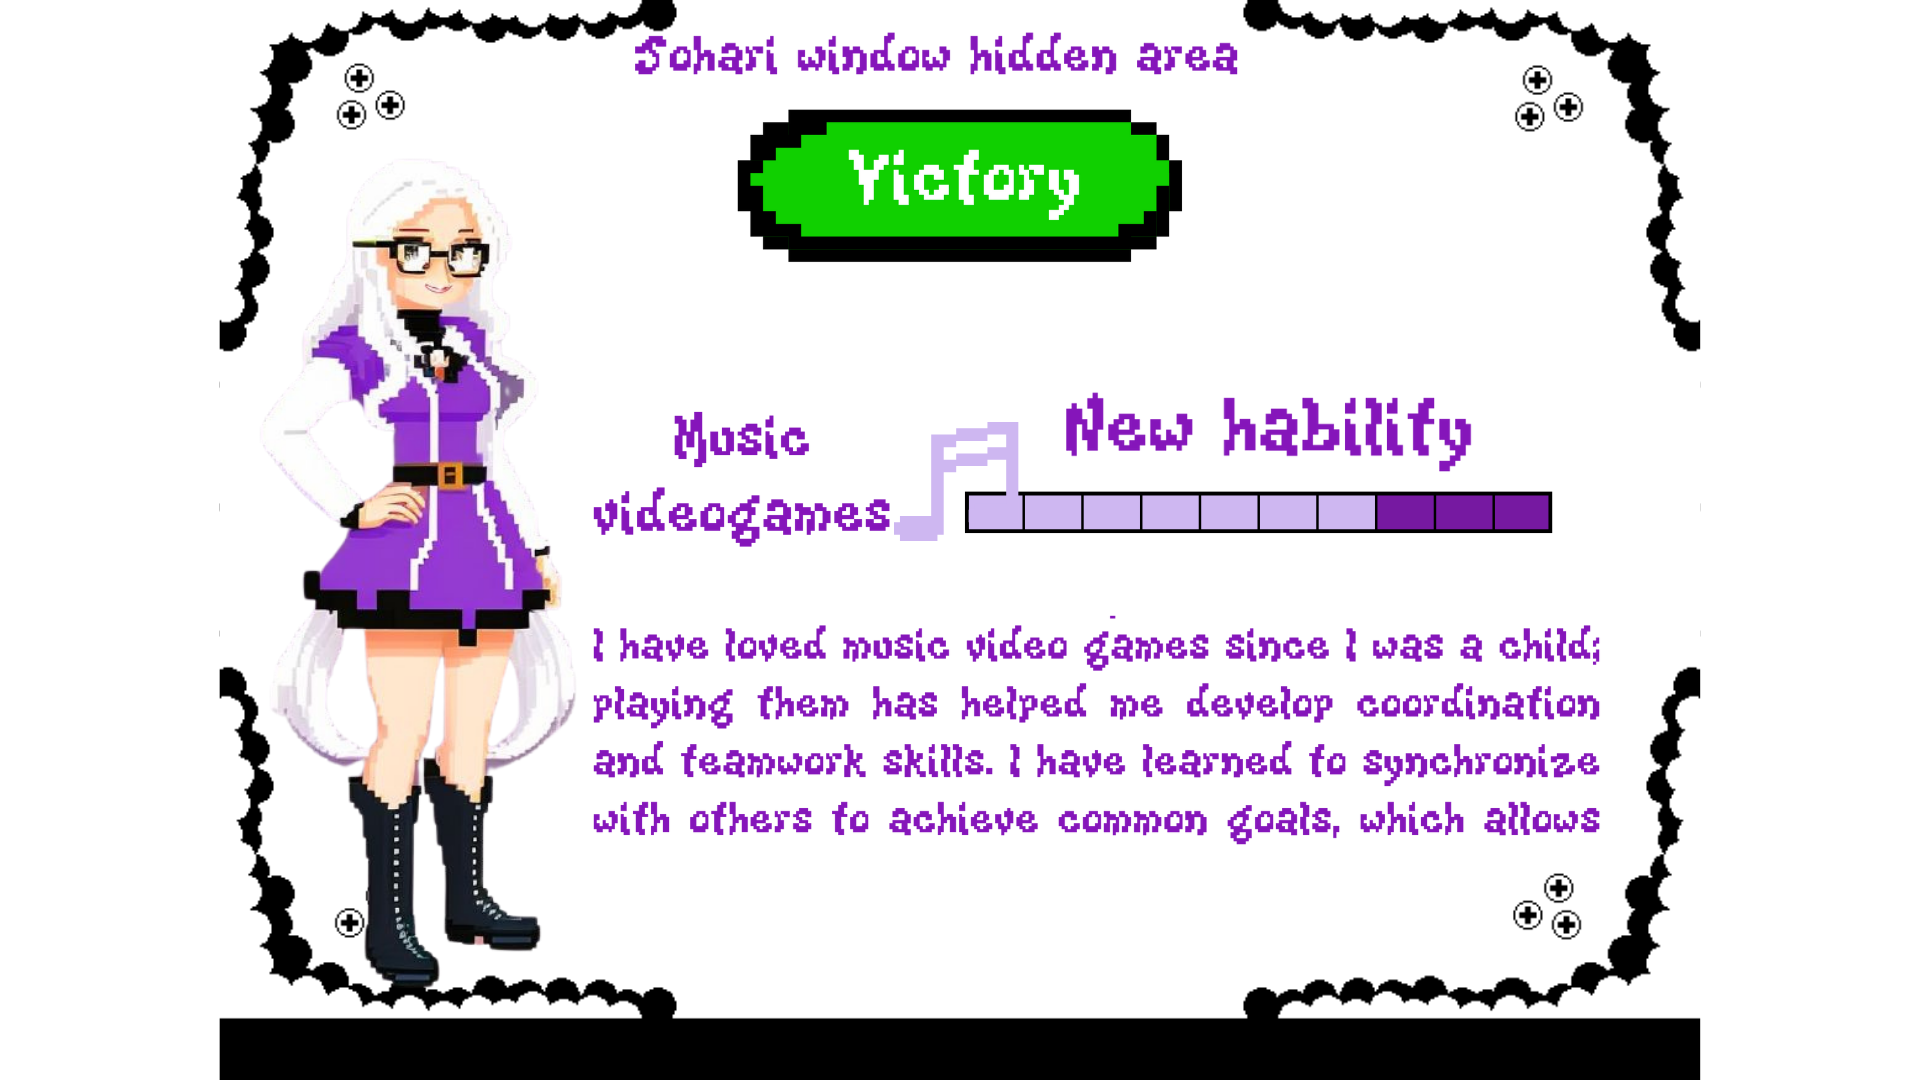 Johari window hidden area
Victory
Music
videogames
New hability
I have loved music video games since I was a child;
playing them has helped me develop coordination
and teamwork skills. I have learned to synchronize
with others to achieve common goals, which allows